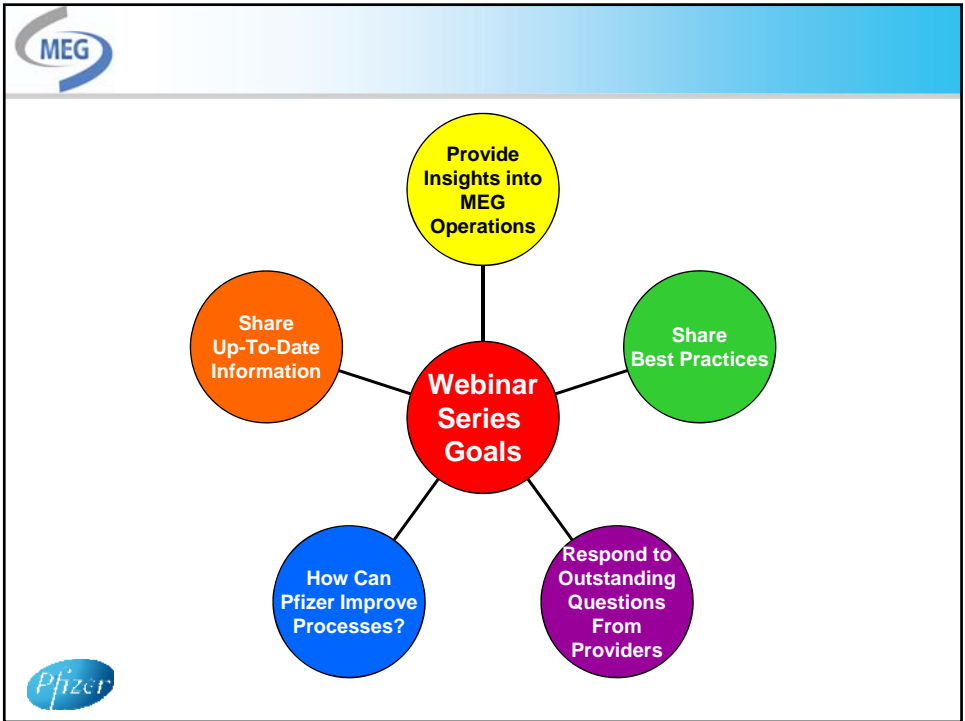 MEG
Provide
Insights into
MEG
Operations
Share
Up-To-Date
Information
Share
Best Practices
Webinar
Series
Goals
How Can
Pfizer Improve
Processes?
Respond to
Outstanding
Questions
From
Providers
Pfizer